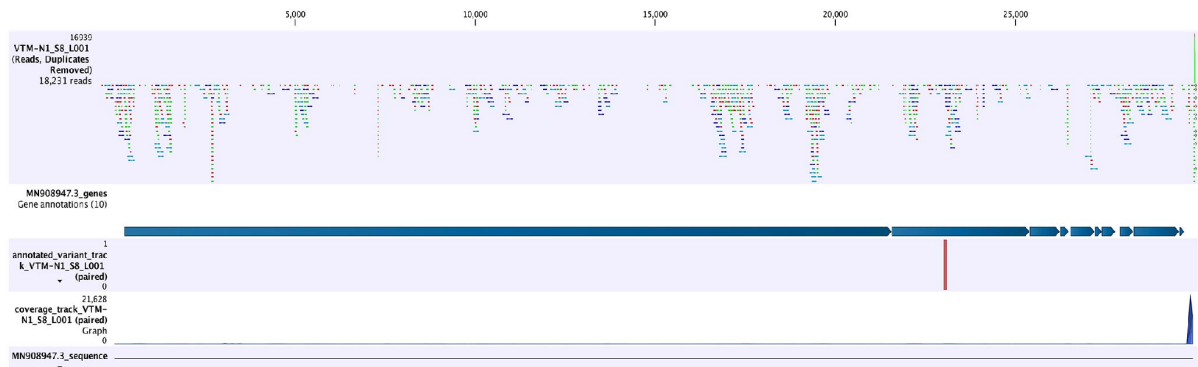 5,000 10,000 15,000 20,000 25,000
16939
VTM-N1_S8_L001
(Reads, Duplicates
Removed)
18,231 reads
MN908947.3_genes
Gene annotations (10)
1
annotated_variant_trac
k_VTM-N1_S8_L001
(paired)
0
21,628
coverage_track_VTM-
N1_S8_L001 (paired)
Graph
0
MN908947.3_sequence